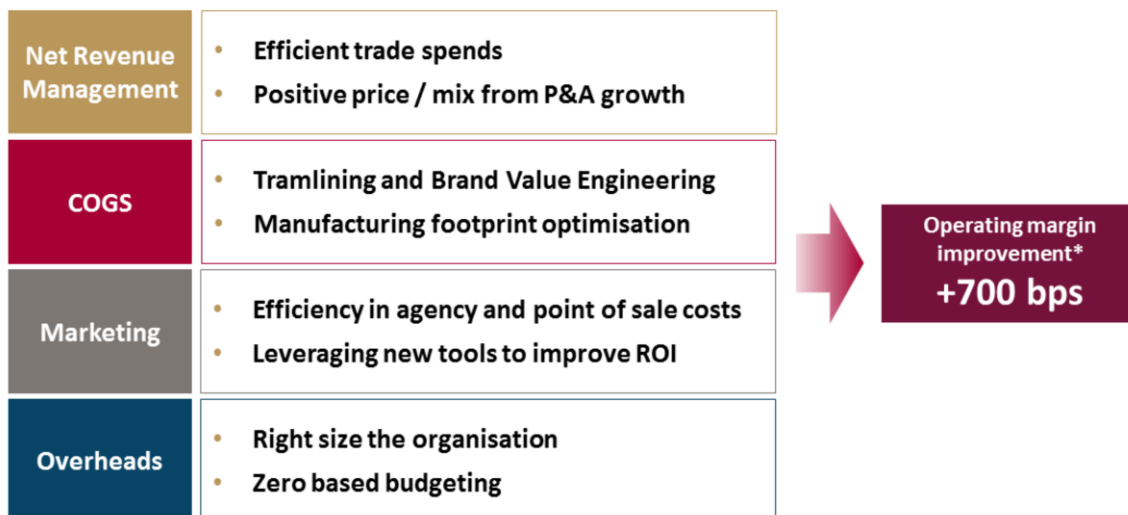 Net Revenue
Management
• Efficient trade spends
• Positive price / mix from P&A growth
COGS
• Tramlining and Brand Value Engineering
• Manufacturing footprint optimisation
Marketing
• Efficiency in agency and point of sale costs
• Leveraging new tools to improve ROI
Overheads
• Right size the organisation
• Zero based budgeting
Operating margin
improvement*
+700 bps